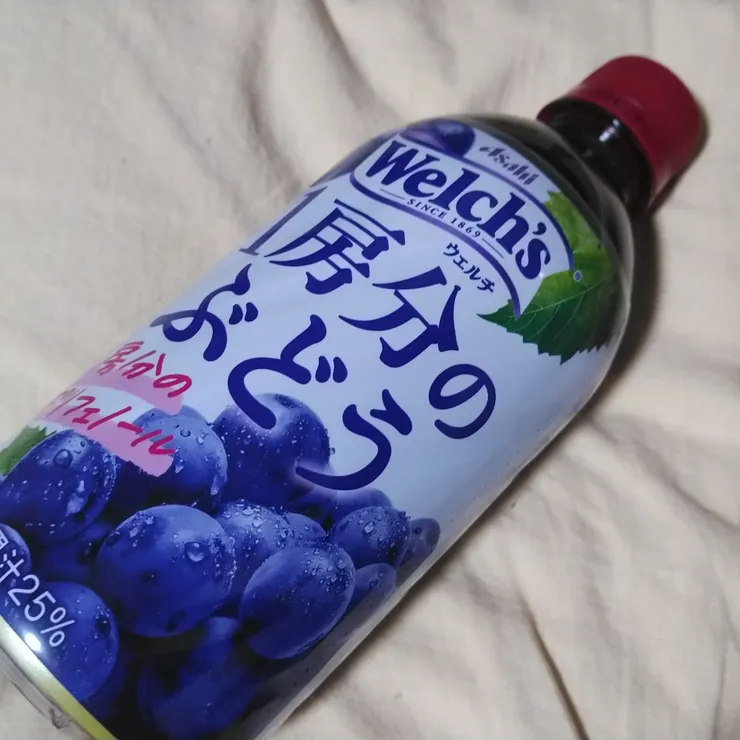 Asahi
Welch's
SINCE 1869
ウェルチ
1房分の
ぶどう
房分の
リフェノール
果汁25%